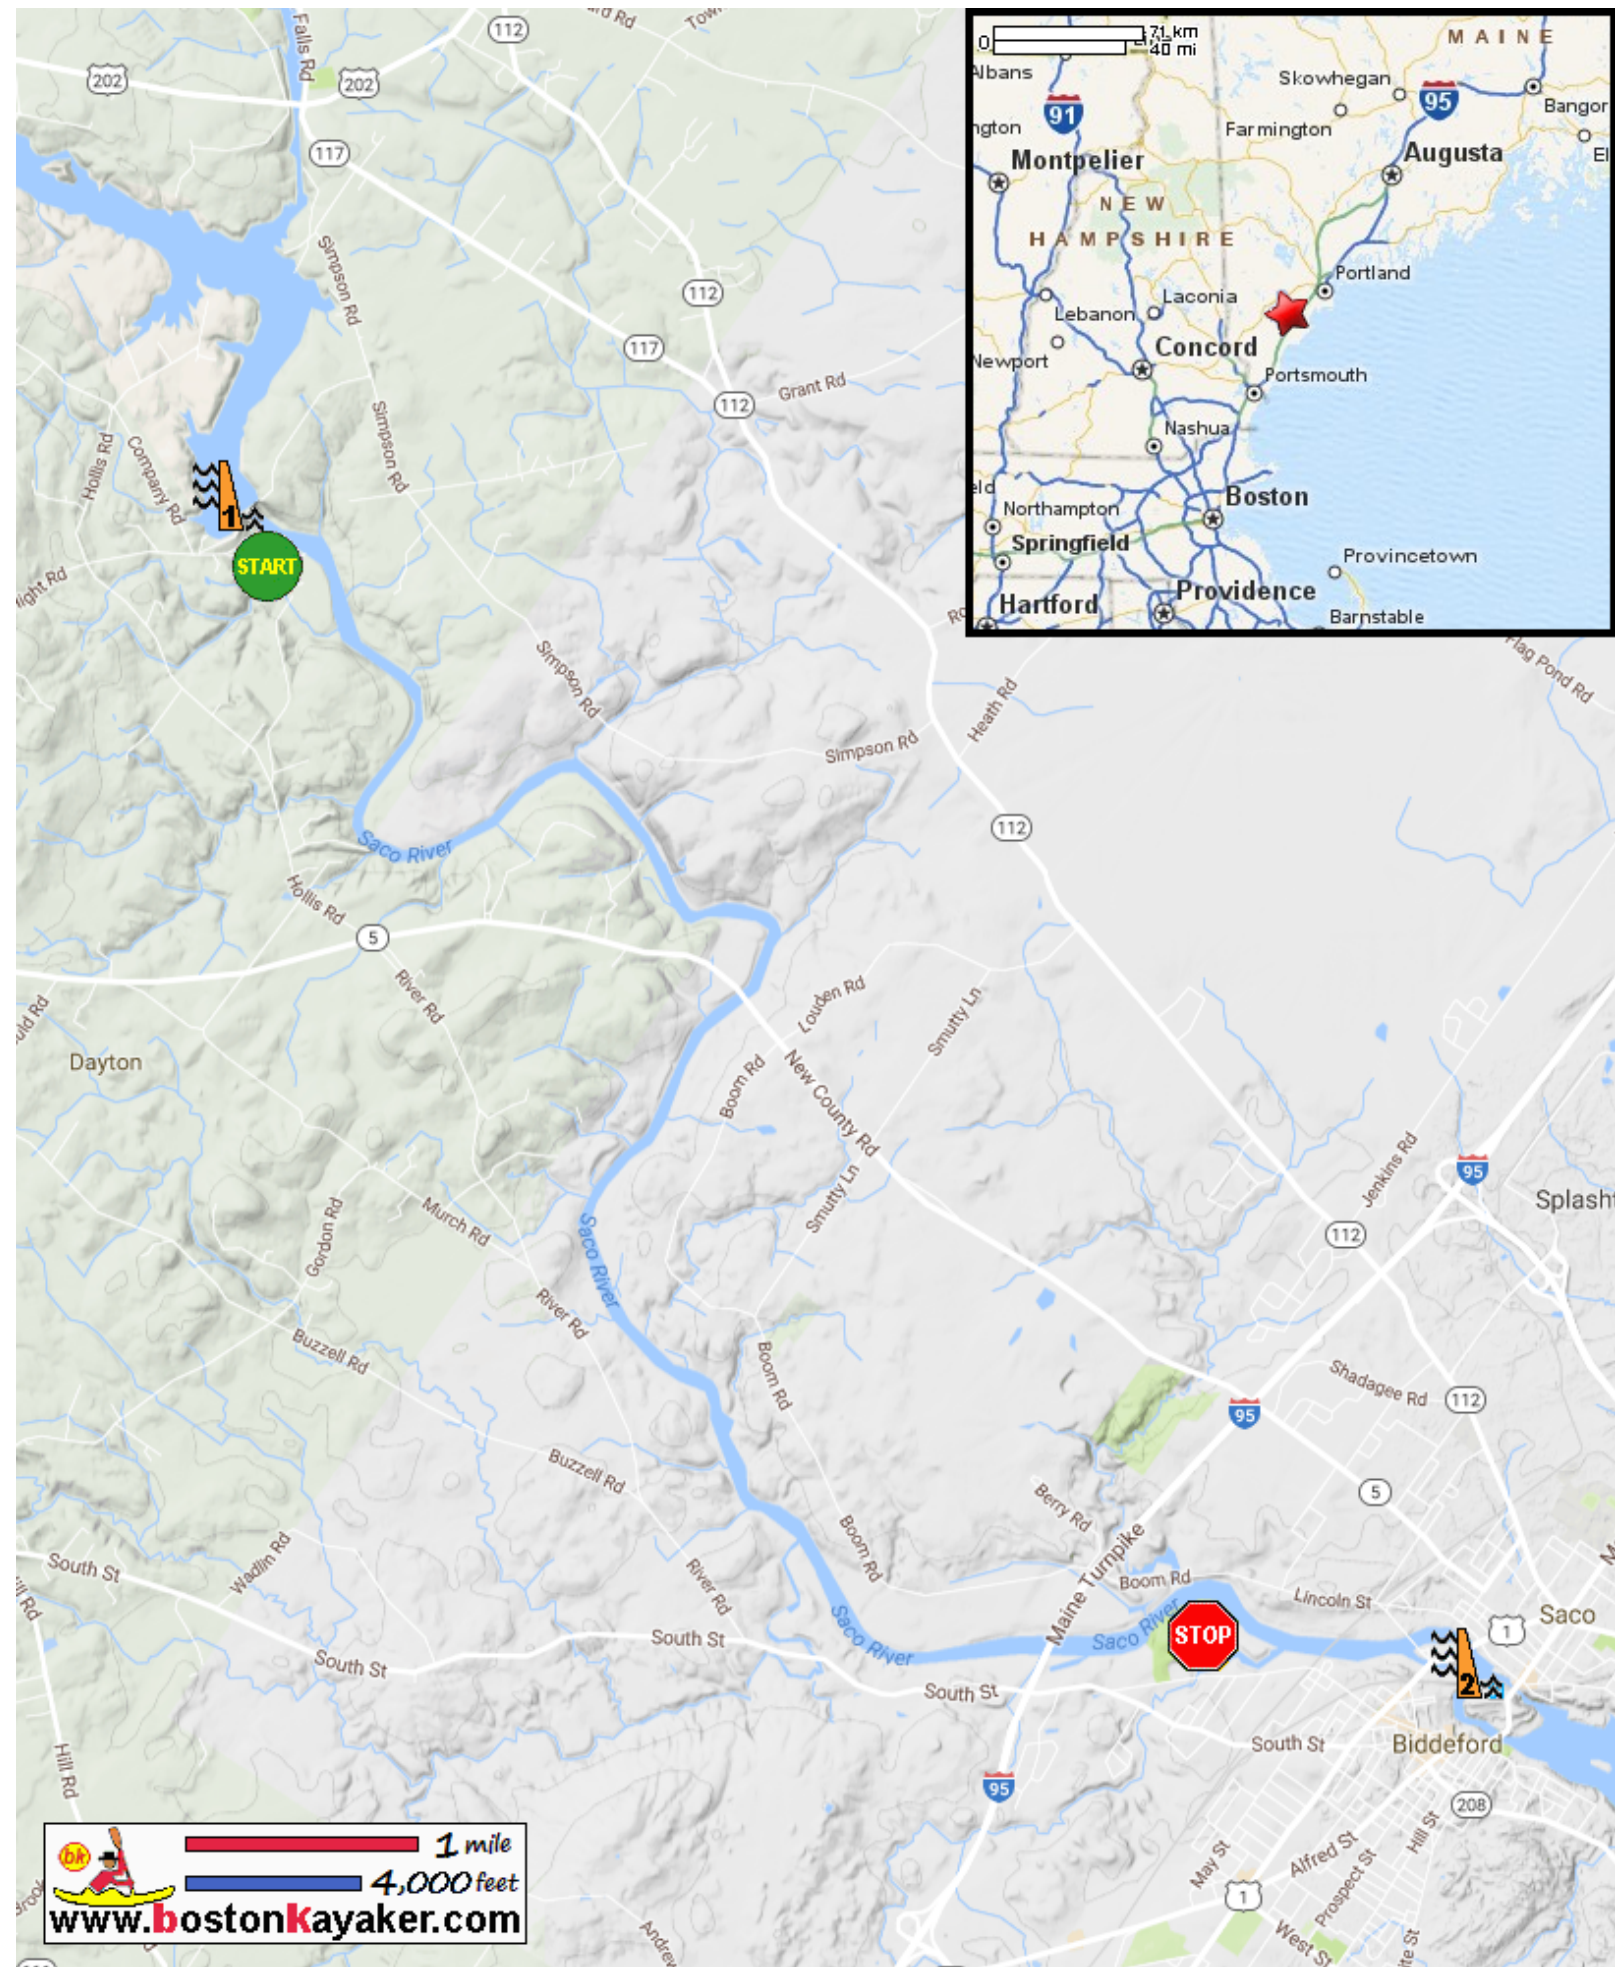 Falls Rd
112
202
202
117
Simpson Rd
112
117
112
Grant Rd
Simpson Rd
Hollis Rd
Company Rd
1
START
Simpson Rd
Simpson Rd
Heath Rd
Flag Pond Rd
112
Saco River
Hollis Rd
5
River Rd
Louden Rd
Smutty Ln
Dayton
Boom Rd
New County Rd
Smutty Ln
Jenkins Rd
95
112
Murch Rd
Gordon Rd
Saco River
River Rd
Buzzell Rd
Boom Rd
Shadagee Rd
112
95
5
Buzzell Rd
Berry Rd
Boom Rd
Wadlin Rd
South St
River Rd
Maine Turnpike
Boom Rd
Lincoln St
Saco
1
Saco River
Saco River
STOP
South St
South St
South St
2
South St
Biddeford
Hill Rd
95
208
Hill St
Alfred St
May St
Prospect St
1
West St
0
71 km
40 mi
MAINE
Skowhegan
95
Bangor
91
Farmington
Montpelier
Augusta
NEW
HAMPSHIRE
Portland
Laconia
Lebanon
Concord
Newport
Portsmouth
Nashua
Boston
Northampton
Springfield
Provincetown
Providence
Hartford
Barnstable
bk
1 mile
4,000 feet
www.bostonkayaker.com